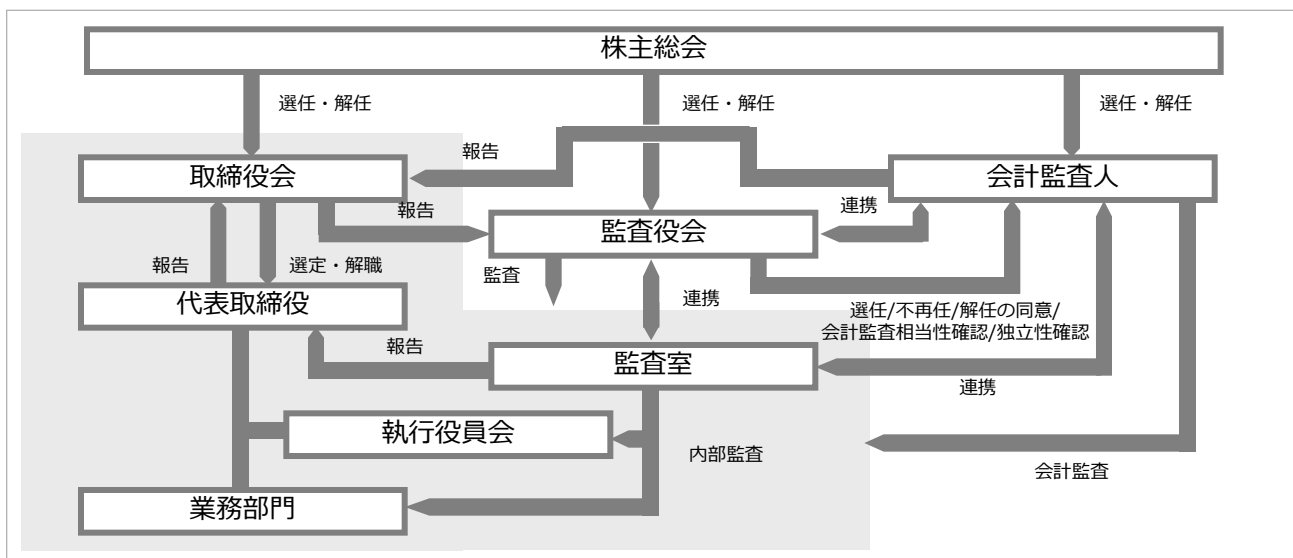 株主総会
選任・解任
選任・解任
選任・解任
報告
取締役会
会計監査人
報告
連携
監査役会
報告
選定・解職
監査
連携
代表取締役
選任/不再任/解任の同意/
会計監査相当性確認/独立性確認
報告
監査室
連携
執行役員会
内部監査
会計監査
業務部門